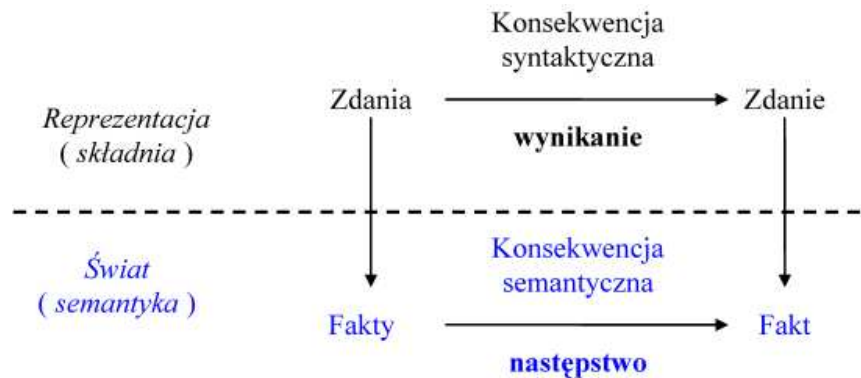 Konsekwencja
syntaktyczna
Zdania
Zdanie
Reprezentacja
( składnia )
wynikanie
Świat
( semantyka )
Konsekwencja
semantyczna
Fakty
Fakt
następstwo